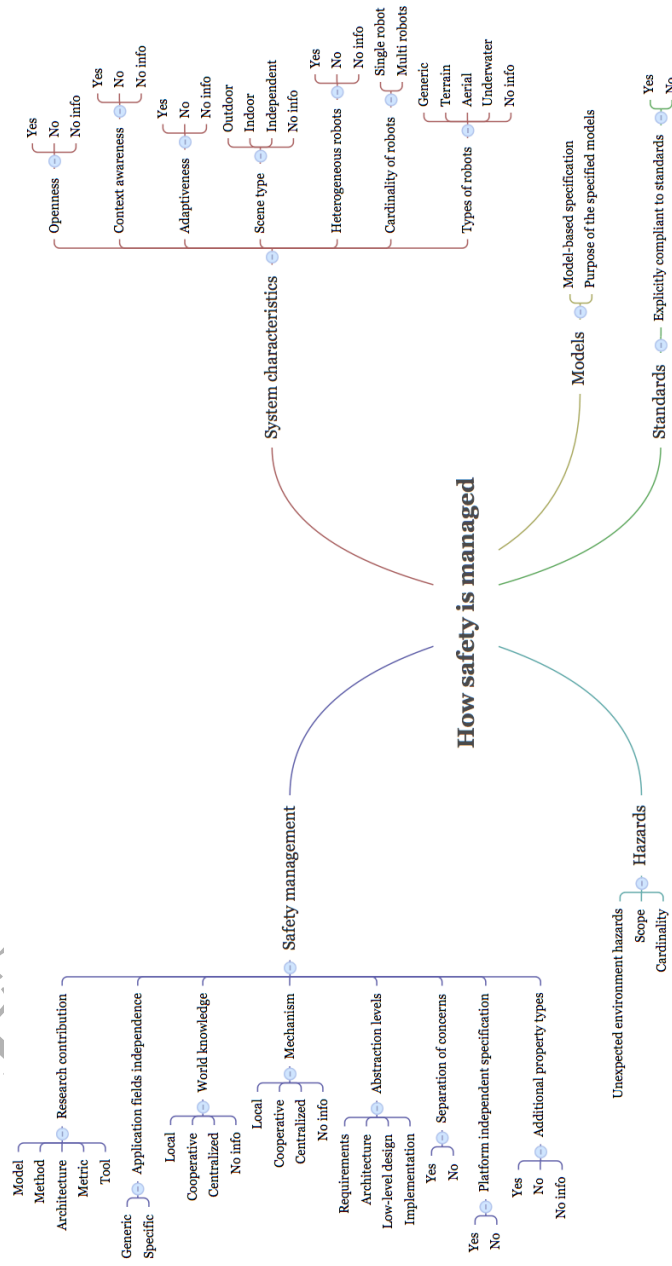 How safety is managed
Safety management
Research contribution
Model
Method
Architecture
Metric
Tool
Application fields independence
Generic
Specific
World knowledge
Local
Cooperative
Centralized
No info
Mechanism
Local
Cooperative
Centralized
No info
Abstraction levels
Requirements
Architecture
Low-level design
Implementation
Separation of concerns
Yes
No
Platform independent specification
Yes
No
Additional property types
Yes
No
No info
Hazards
Unexpected environment hazards
Scope
Cardinality
System characteristics
Openness
Yes
No
No info
Context awareness
Yes
No
No info
Adaptiveness
Yes
No
No info
Scene type
Outdoor
Indoor
Independent
No info
Heterogeneous robots
Yes
No
No info
Cardinality of robots
Single robot
Multi robots
Types of robots
Generic
Terrain
Aerial
Underwater
No info
Models
Model-based specification
Purpose of the specified models
Standards
Explicitly compliant to standards
Yes
No